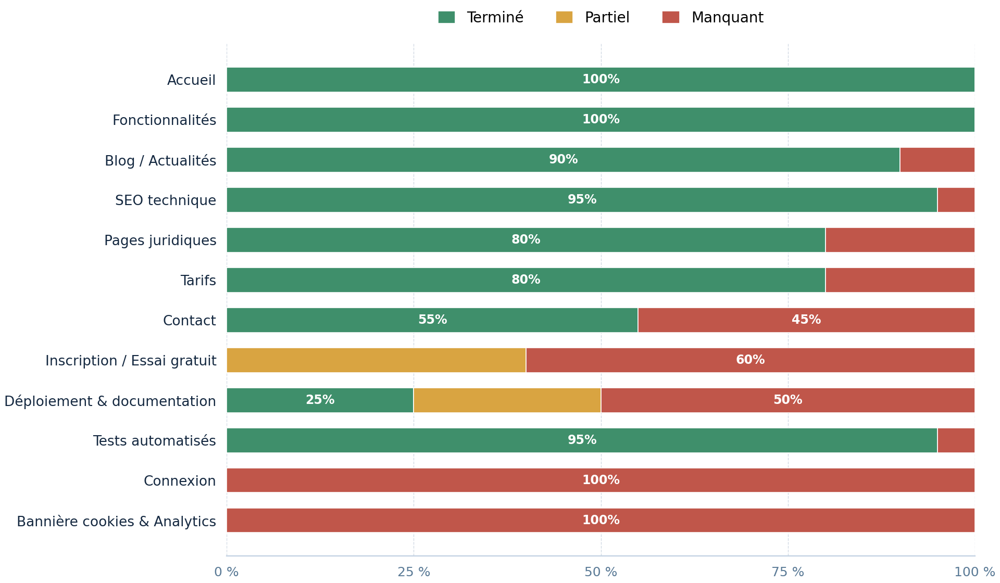 Terminé Partiel Manquant
Accueil 100%
Fonctionnalités 100%
Blog / Actualités 90%
SEO technique 95%
Pages juridiques 80%
Tarifs 80%
Contact 55% 45%
Inscription / Essai gratuit 60%
Déploiement & documentation 25% 50%
Tests automatisés 95%
Connexion 100%
Bannière cookies & Analytics 100%
0 % 25 % 50 % 75 % 100 %